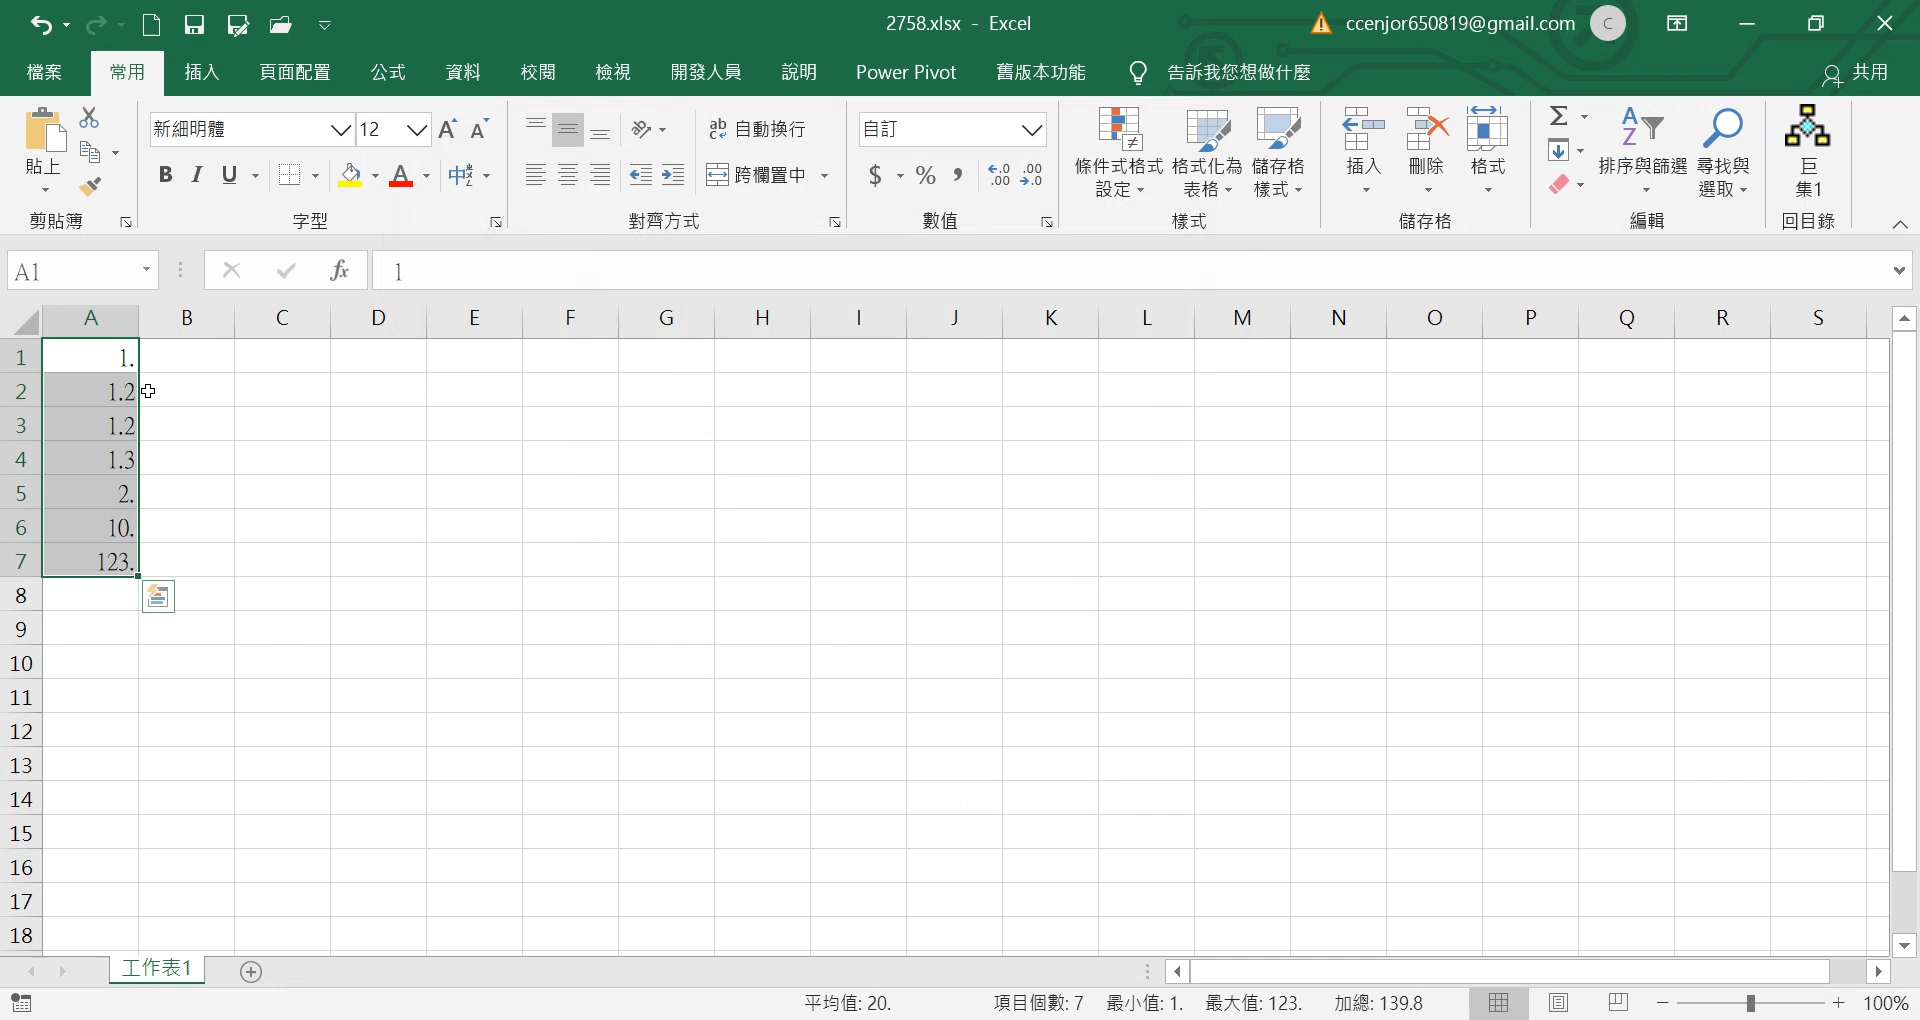 2758.xlsx - Excel
ccenjor650819@gmail.com
C
檔案 常用 插入 頁面配置 公式 資料 校閱 檢視 開發人員 說明 Power Pivot 舊版本功能 告訴我您想做什麼 共用
貼上
剪貼簿
新細明體 12
B I U A 中
字型
自動換行
跨欄置中
對齊方式
自訂
$ % ,
數值
條件式格式設定
格式化為表格
儲存格樣式
樣式
插入 刪除 格式
儲存格
排序與篩選
尋找與選取
編輯
巨集1
回目錄
A1 fx 1
A B C D E F G H I J K L M N O P Q R S
1 1.
2 1.2
3 1.2
4 1.3
5 2.
6 10.
7 123.
8
9
10
11
12
13
14
15
16
17
18
工作表1
平均值: 20. 項目個數: 7 最小值: 1. 最大值: 123. 加總: 139.8 100%